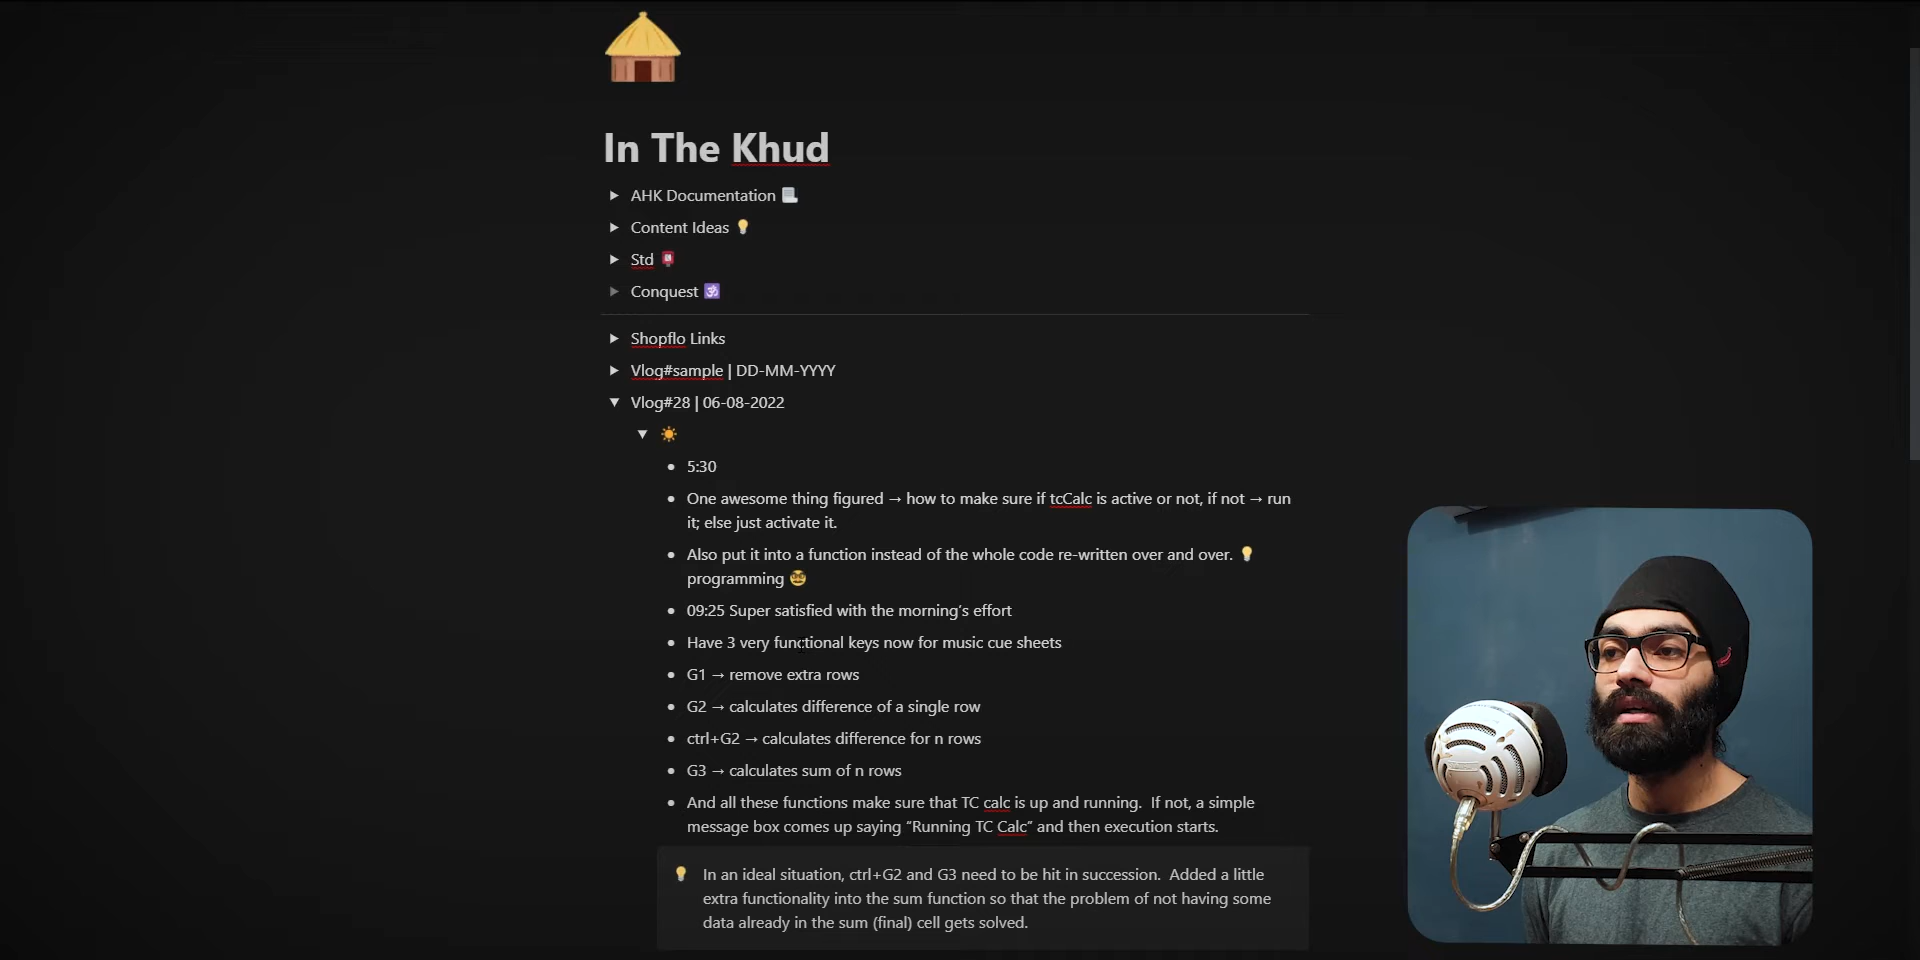 In The Khud
AHK Documentation
Content Ideas
Std
Conquest
Shopflo Links
Vlog#sample | DD-MM-YYYY
Vlog#28 | 06-08-2022
5:30
One awesome thing figured → how to make sure if tcCalc is active or not, if not → run
it; else just activate it.
Also put it into a function instead of the whole code re-written over and over.
programming
09:25 Super satisfied with the morning’s effort
Have 3 very functional keys now for music cue sheets
G1 → remove extra rows
G2 → calculates difference of a single row
ctrl+G2 → calculates difference for n rows
G3 → calculates sum of n rows
And all these functions make sure that TC calc is up and running.  If not, a simple
message box comes up saying “Running TC Calc” and then execution starts.
In an ideal situation, ctrl+G2 and G3 need to be hit in succession.  Added a little
extra functionality into the sum function so that the problem of not having some
data already in the sum (final) cell gets solved.